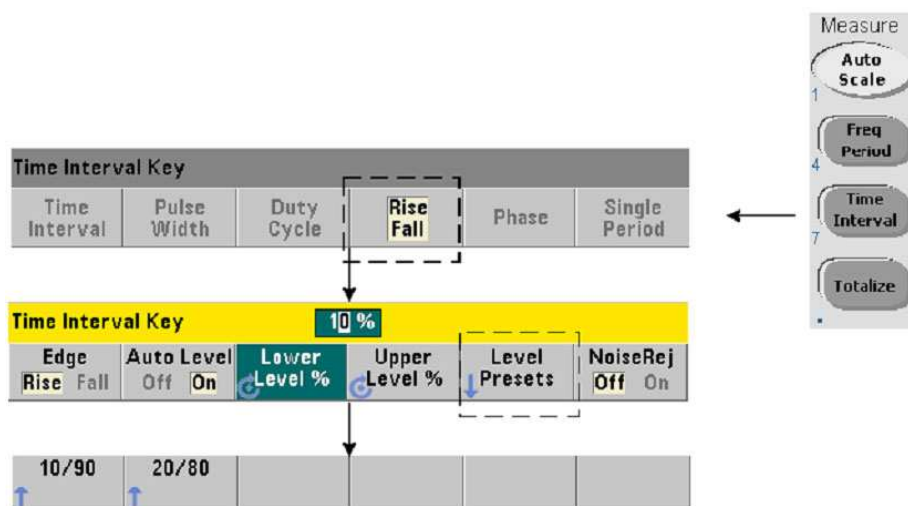 Measure
Auto
Scale
1
Freq
Period
4
Time
Interval
7
Totalize
.
Time Interval Key
Time
Interval
Pulse
Width
Duty
Cycle
Rise
Fall
Phase
Single
Period
Time Interval Key
10 %
Edge
Rise Fall
Auto Level
Off On
Lower
Level %
Upper
Level %
Level
Presets
NoiseRej
Off On
10/90
20/80